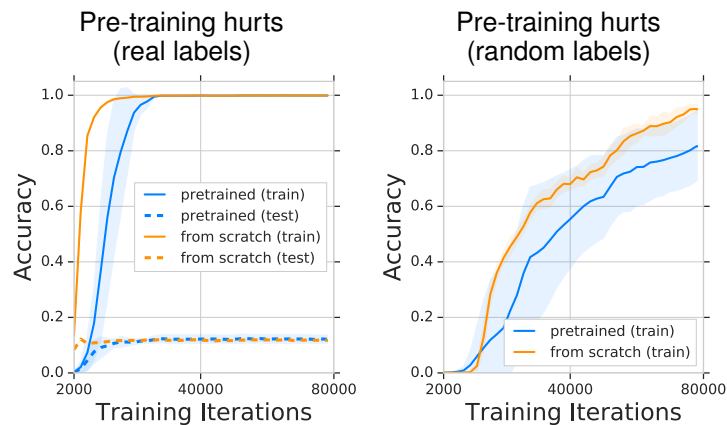 Pre-training hurts
(real labels)
Accuracy
1.0
0.8
0.6
0.4
0.2
0.0
pretrained (train)
pretrained (test)
from scratch (train)
from scratch (test)
2000
40000
80000
Training Iterations
Pre-training hurts
(random labels)
Accuracy
1.0
0.8
0.6
0.4
0.2
0.0
pretrained (train)
from scratch (train)
2000
40000
80000
Training Iterations